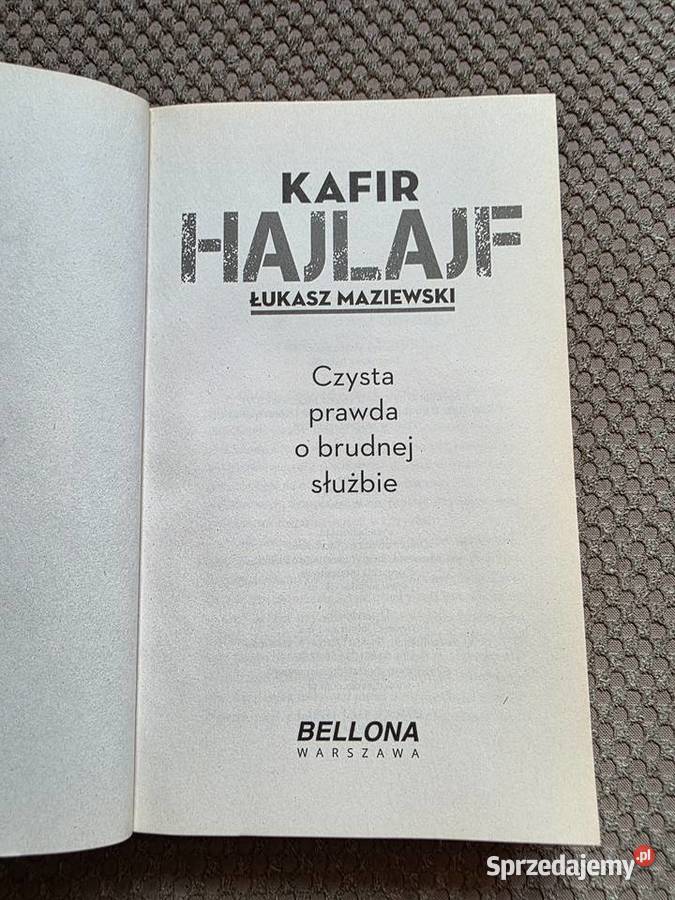 KAFIR
HAJLAJF
ŁUKASZ MAZIEWSKI
Czysta
prawda
o brudnej
służbie
BELLONA
WARSZAWA
Sprzedajemy.pl